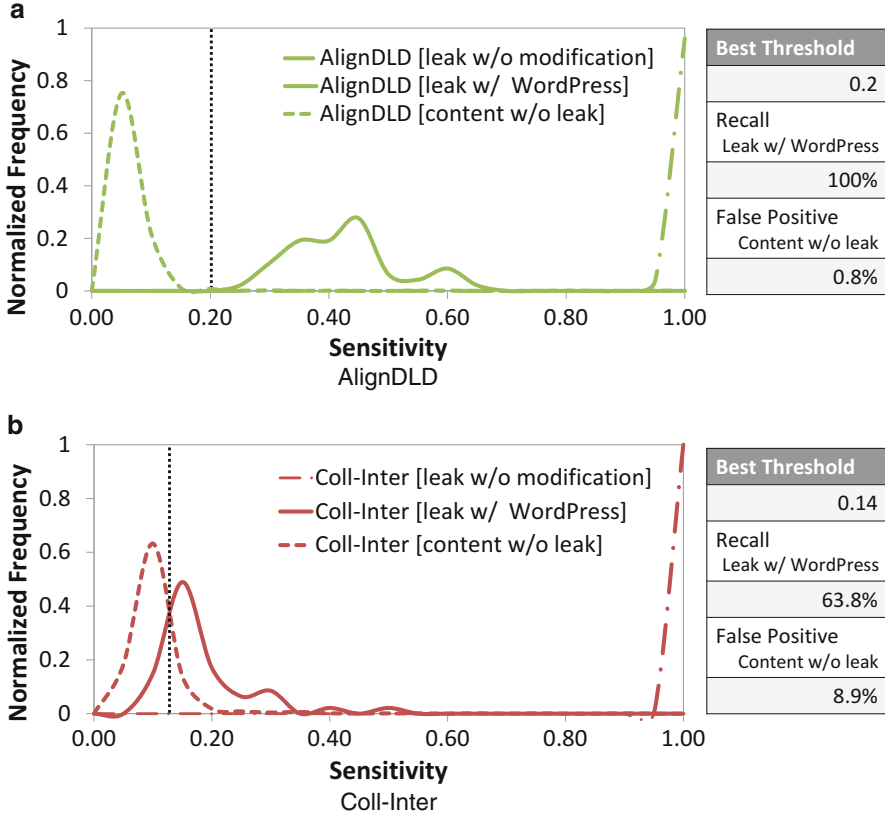 a
1
0.8
0.6
0.4
0.2
0
Normalized Frequency
AlignDLD [leak w/o modification]
AlignDLD [leak w/ WordPress]
AlignDLD [content w/o leak]
0.00 0.20 0.40 0.60 0.80 1.00
Sensitivity
AlignDLD
Best Threshold
0.2
Recall
Leak w/ WordPress
100%
False Positive
Content w/o leak
0.8%
b
1
0.8
0.6
0.4
0.2
0
Normalized Frequency
Coll-Inter [leak w/o modification]
Coll-Inter [leak w/ WordPress]
Coll-Inter [content w/o leak]
0.00 0.20 0.40 0.60 0.80 1.00
Sensitivity
Coll-Inter
Best Threshold
0.14
Recall
Leak w/ WordPress
63.8%
False Positive
Content w/o leak
8.9%